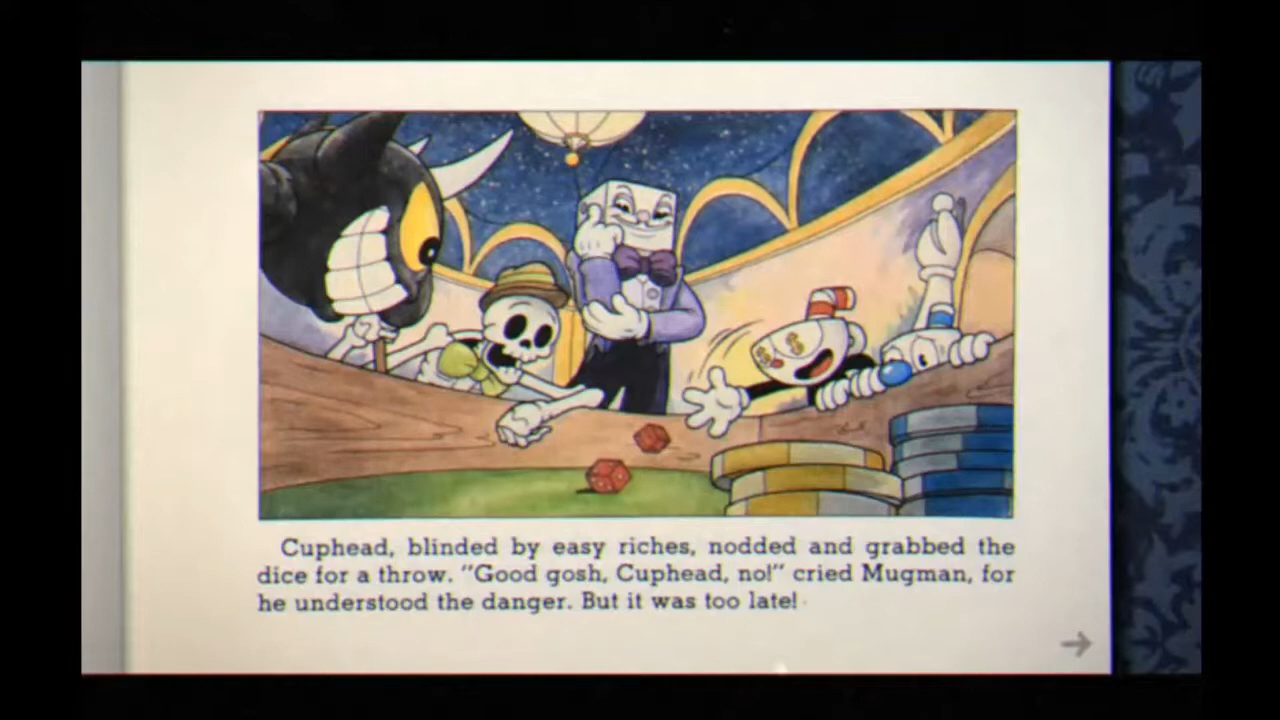 Cuphead, blinded by easy riches, nodded and grabbed the
dice for a throw. "Good gosh, Cuphead, no!" cried Mugman, for
he understood the danger. But it was too late!